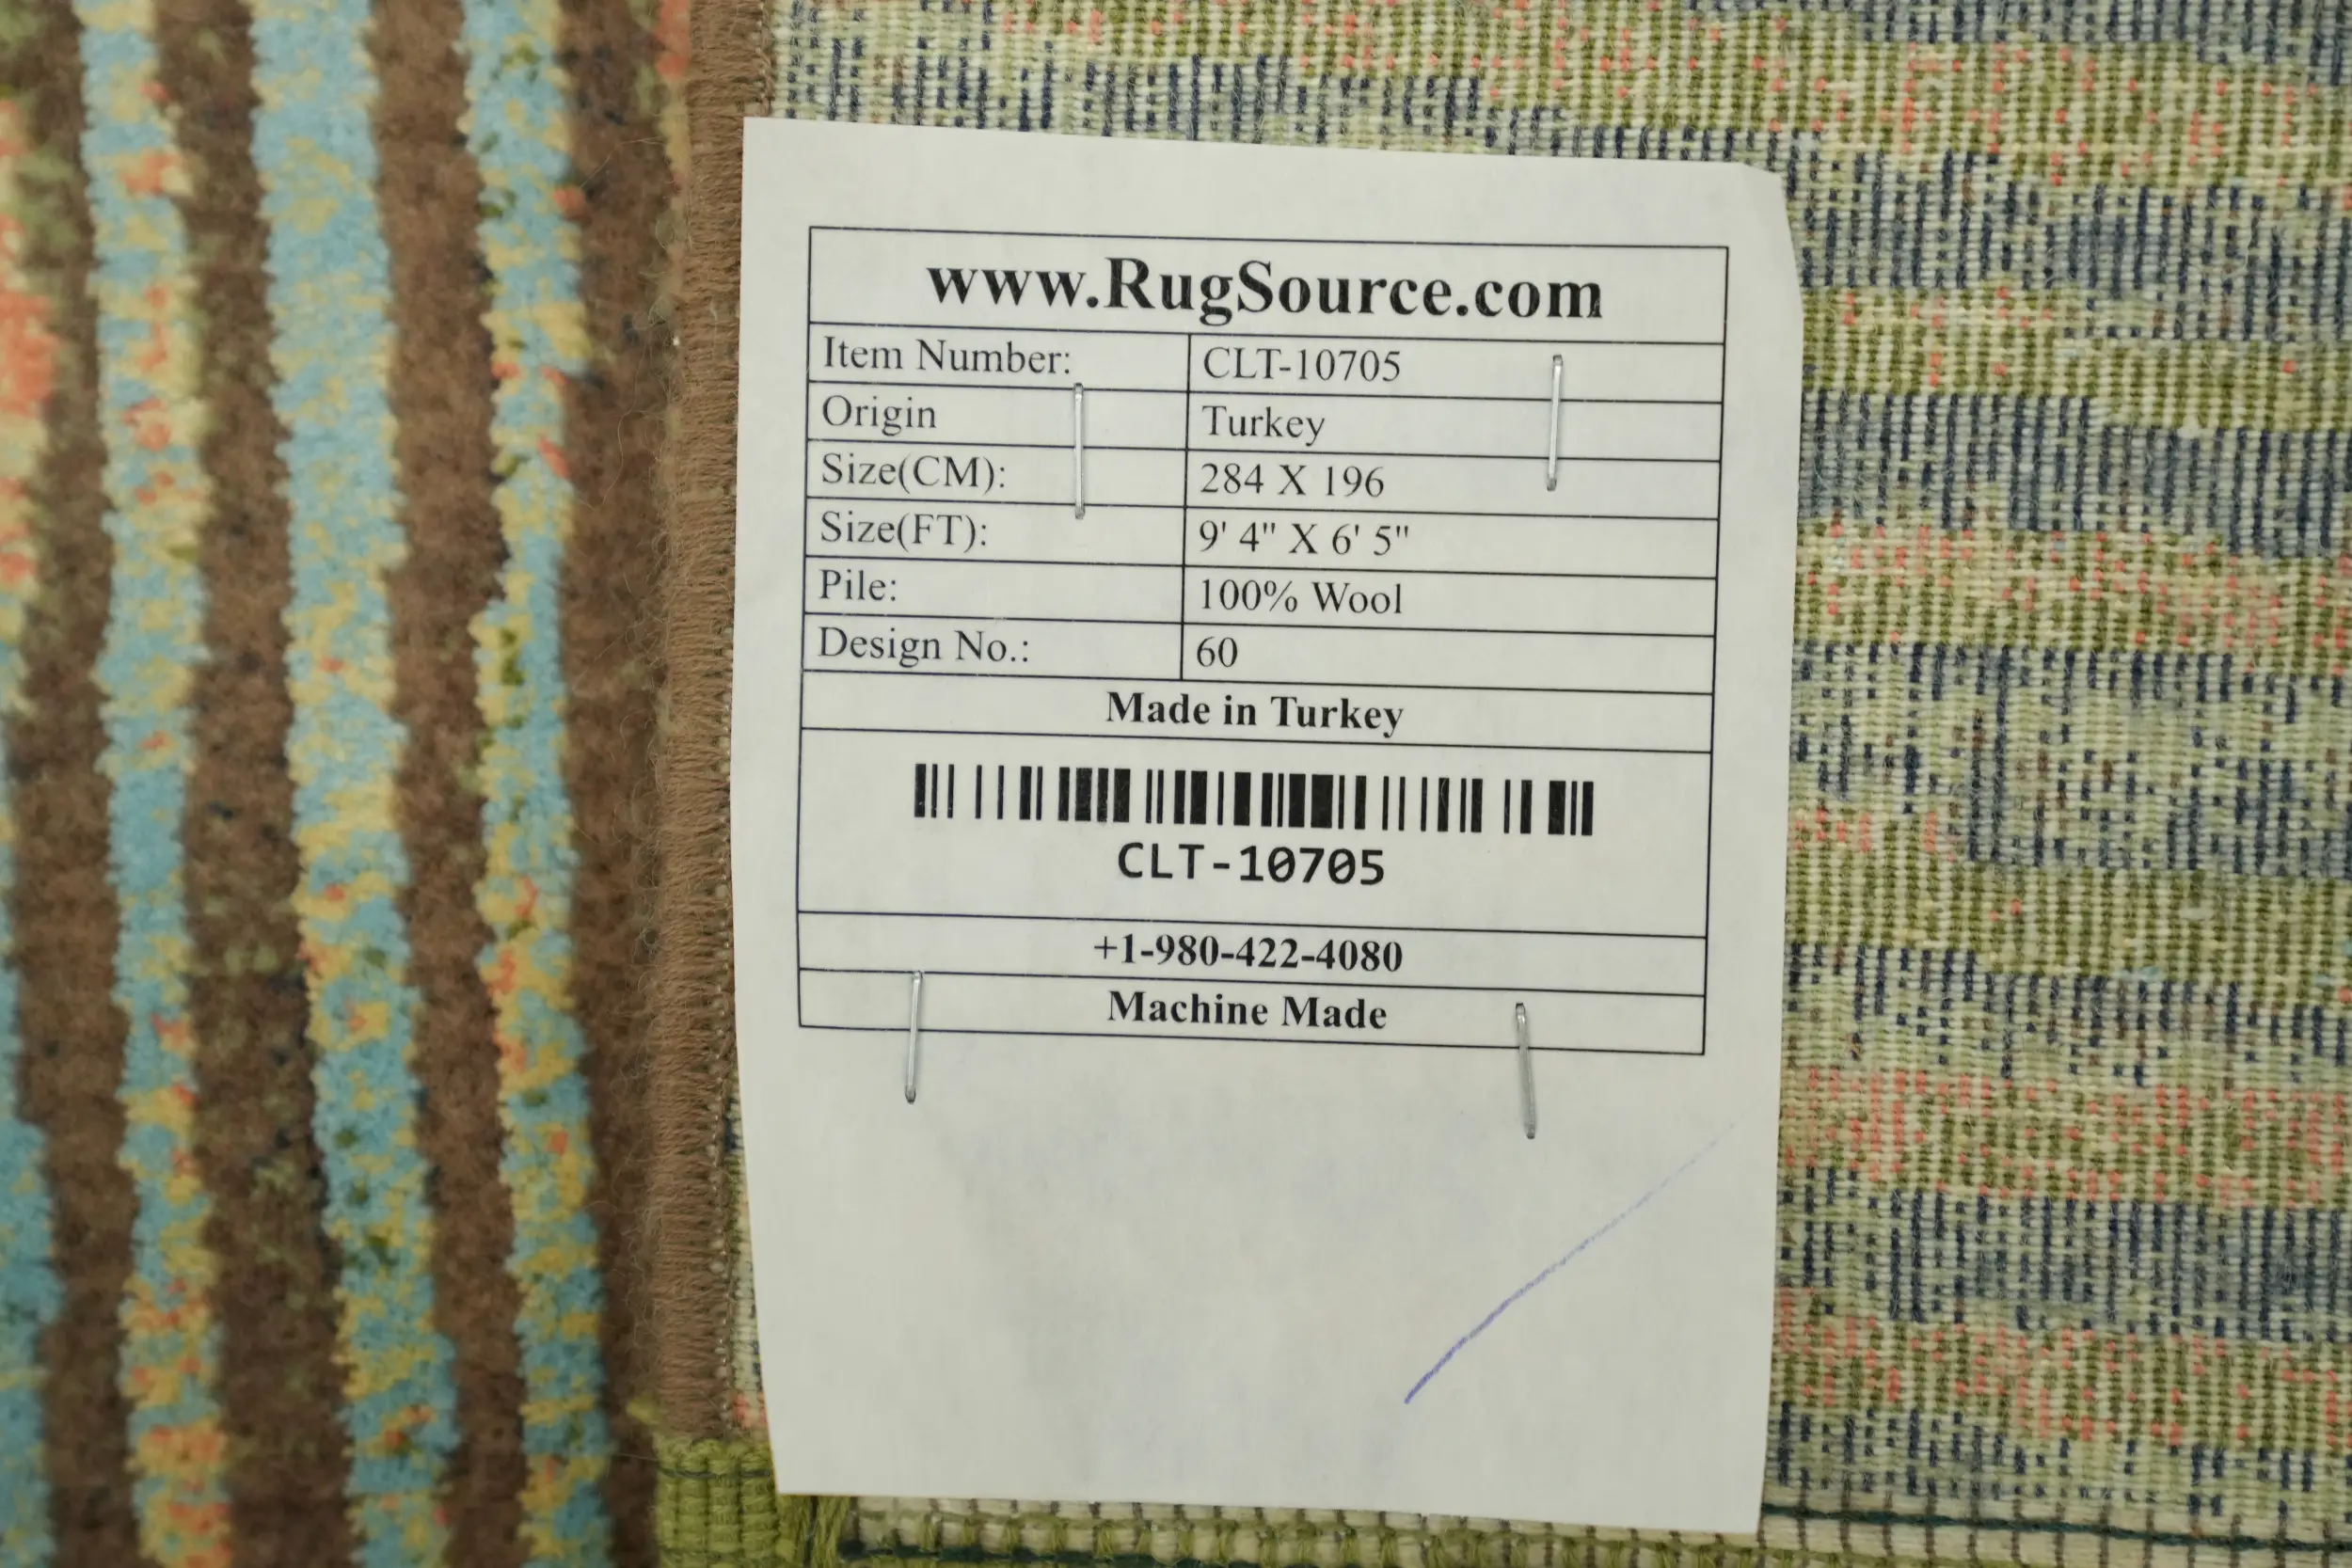 www.RugSource.com
Item Number: CLT-10705
Origin Turkey
Size(CM): 284 X 196
Size(FT): 9' 4" X 6' 5"
Pile: 100% Wool
Design No.: 60
Made in Turkey
CLT-10705
+1-980-422-4080
Machine Made